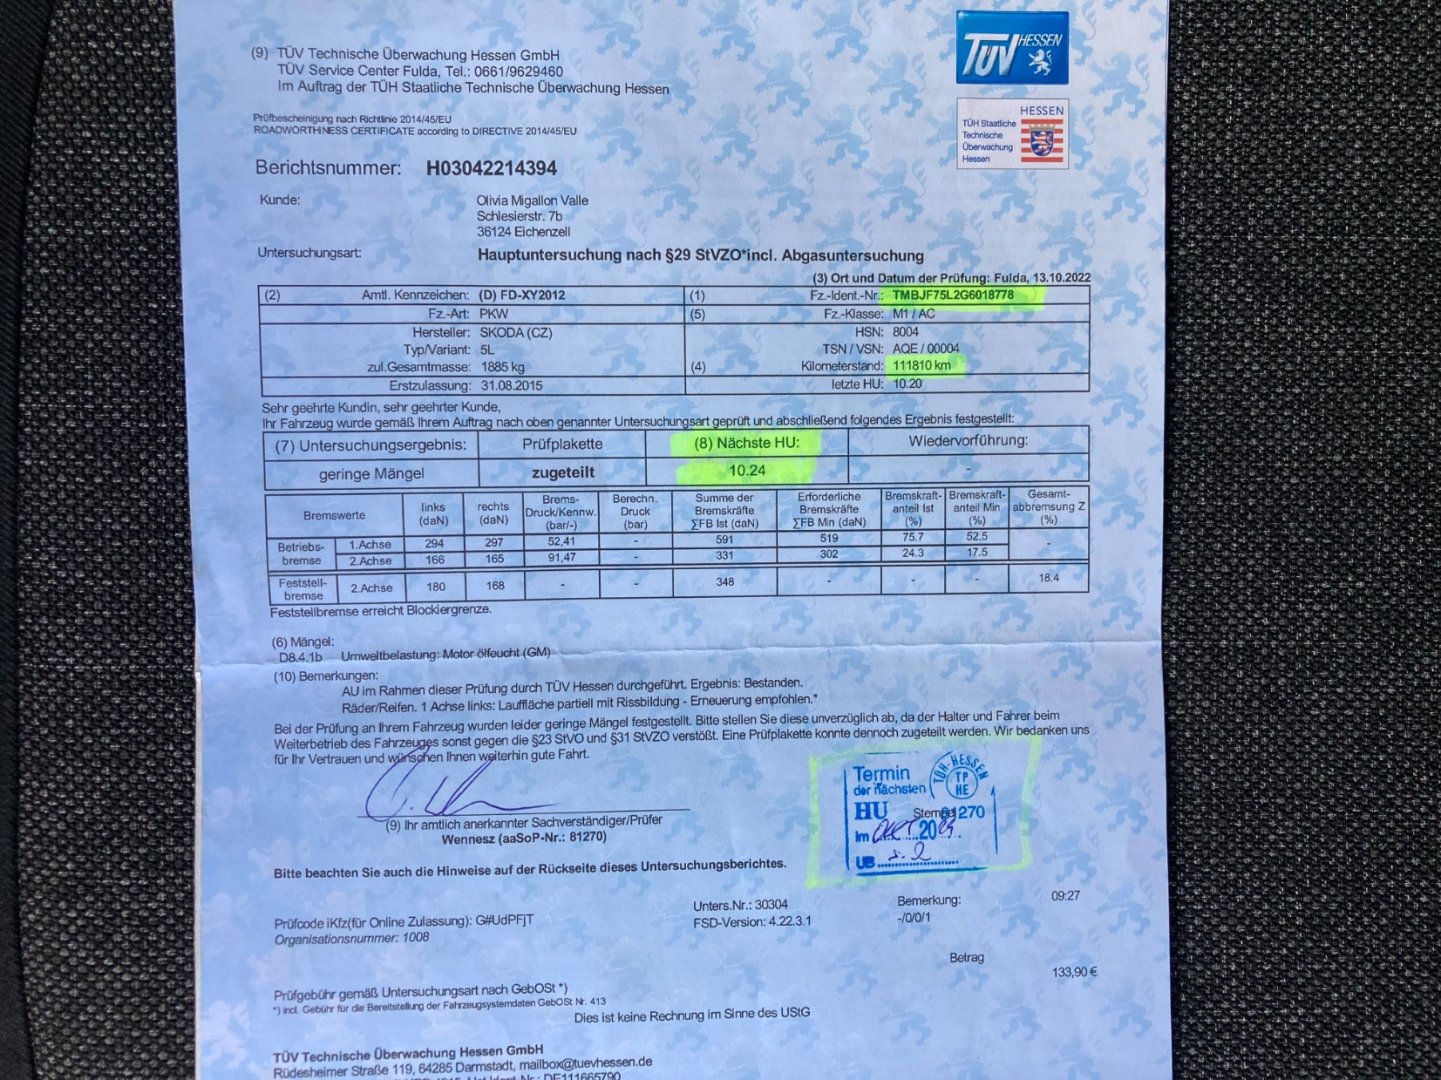 (9) TÜV Technische Überwachung Hessen GmbH
TÜV Service Center Fulda, Tel.: 0661/9629460
Im Auftrag der TÜH Staatliche Technische Überwachung Hessen
TÜV HESSEN
HESSEN
TÜH Staatliche
Technische
Überwachung
Hessen
Prüfbescheinigung nach Richtlinie 2014/45/EU
ROADWORTHINESS CERTIFICATE according to DIRECTIVE 2014/45/EU
Berichtsnummer: H03042214394
Kunde: Olivia Migallon Valle
Schlesierstr. 7b
36124 Eichenzell
Untersuchungsart: Hauptuntersuchung nach §29 StVZO*incl. Abgasuntersuchung
(3) Ort und Datum der Prüfung: Fulda, 13.10.2022
(2) Amtl. Kennzeichen: (D) FD-XY2012 (1) Fz.-Ident.-Nr.: TMBJF75L2G6018778
Fz.-Art: PKW (5) Fz.-Klasse: M1 / AC
Hersteller: SKODA (CZ) HSN: 8004
Typ/Variant: 5L TSN / VSN: AQE / 00004
zul.Gesamtmasse: 1885 kg (4) Kilometerstand: 111810 km
Erstzulassung: 31.08.2015 letzte HU: 10.20
Sehr geehrte Kundin, sehr geehrter Kunde,
Ihr Fahrzeug wurde gemäß Ihrem Auftrag nach oben genannter Untersuchungsart geprüft und abschließend folgendes Ergebnis festgestellt:
(7) Untersuchungsergebnis: Prüfplakette (8) Nächste HU: Wiedervorführung:
geringe Mängel zugeteilt 10.24 -
Bremswerte links (daN) rechts (daN) Brems-Druck/Kennw. (bar/-) Berechn. Druck (bar) Summe der Bremskräfte ∑FB Ist (daN) Erforderliche Bremskräfte ∑FB Min (daN) Bremskraft-anteil Ist (%) Bremskraft-anteil Min (%) Gesamt-abbremsung Z (%)
Betriebs-bremse 1.Achse 294 297 52,41 - 591 519 75.7 52.5 -
2.Achse 166 165 91,47 - 331 302 24.3 17.5
Feststell-bremse 2.Achse 180 168 - - 348 - - - 18.4
Feststellbremse erreicht Blockiergrenze.
(6) Mängel:
D8.4.1b Umweltbelastung: Motor ölfeucht (GM)
(10) Bemerkungen:
AU im Rahmen dieser Prüfung durch TÜV Hessen durchgeführt. Ergebnis: Bestanden.
Räder/Reifen. 1 Achse links: Lauffläche partiell mit Rissbildung - Erneuerung empfohlen.*
Bei der Prüfung an Ihrem Fahrzeug wurden leider geringe Mängel festgestellt. Bitte stellen Sie diese unverzüglich ab, da der Halter und Fahrer beim
Weiterbetrieb des Fahrzeuges sonst gegen die §23 StVO und §31 StVZO verstößt. Eine Prüfplakette konnte dennoch zugeteilt werden. Wir bedanken uns
für Ihr Vertrauen und wünschen Ihnen weiterhin gute Fahrt.
Termin
der nächsten
TÜH-HESSEN
TP
HE
HU Stempel 81270
Im OKT. 2024
UB
(9) Ihr amtlich anerkannter Sachverständiger/Prüfer
Wennesz (aaSoP-Nr.: 81270)
Bitte beachten Sie auch die Hinweise auf der Rückseite dieses Untersuchungsberichtes.
Unters.Nr.: 30304 Bemerkung: 09:27
Prüfcode iKfz(für Online Zulassung): G#UdPFjT FSD-Version: 4.22.3.1 -/0/0/1
Organisationsnummer: 1008
Betrag
133,90 €
Prüfgebühr gemäß Untersuchungsart nach GebOSt *)
*) incl. Gebühr für die Bereitstellung der Fahrzeugsystemdaten GebOSt Nr. 413
Dies ist keine Rechnung im Sinne des UStG
TÜV Technische Überwachung Hessen GmbH
Rüdesheimer Straße 119, 64285 Darmstadt, mailbox@tuevhessen.de
DE111665790